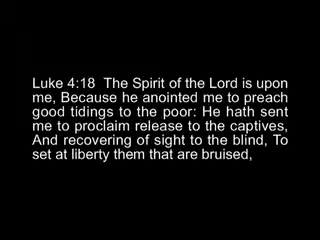 Luke 4:18  The Spirit of the Lord is upon
me, Because he anointed me to preach
good tidings to the poor: He hath sent
me to proclaim release to the captives,
And recovering of sight to the blind, To
set at liberty them that are bruised,